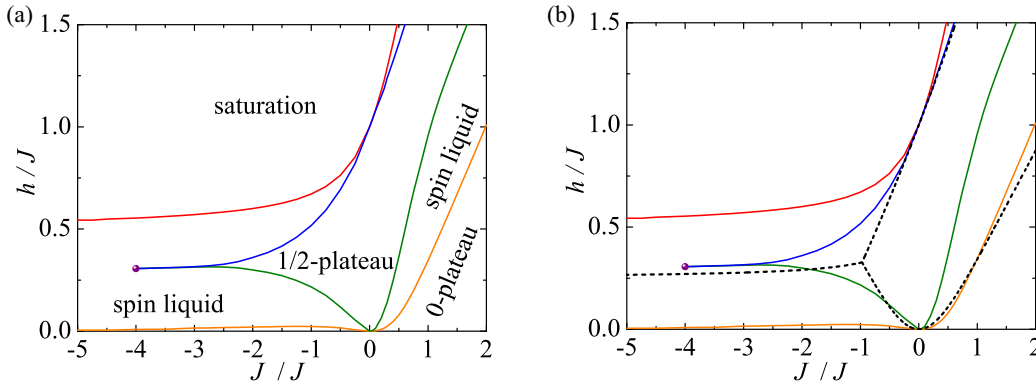 (a)
1.5
1.0
0.5
0.0
h / J
saturation
1/2-plateau
spin liquid
spin liquid
0-plateau
-5 -4 -3 -2 -1 0 1 2
J / J
(b)
1.5
1.0
0.5
0.0
h / J
-5 -4 -3 -2 -1 0 1 2
J / J